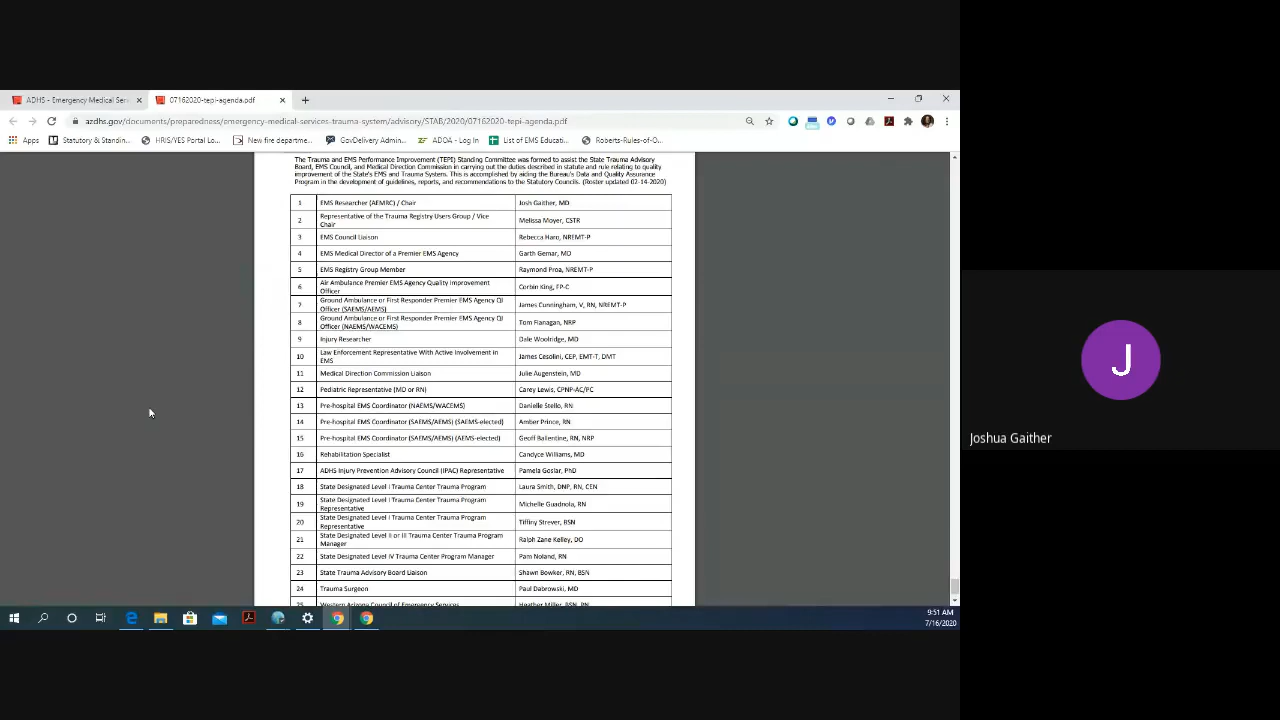 ADHS - Emergency Medical Serv
07162020-tepi-agenda.pdf
azdhs.gov/documents/preparedness/emergency-medical-services-trauma-system/advisory/STAB/2020/07162020-tepi-agenda.pdf
Apps
Statutory & Standin...
HRIS/YES Portal Lo...
New fire departme...
GovDelivery Admin...
ADOA - Log In
List of EMS Educati...
Roberts-Rules-of-O...
The Trauma and EMS Performance Improvement (TEPI) Standing Committee was formed to assist the State Trauma Advisory
Board, EMS Council, and Medical Direction Commission in carrying out the duties described in statute and rule relating to quality
improvement of the State's EMS and Trauma System. This is accomplished by aiding the Bureau's Data and Quality Assurance
Program in the development of guidelines, reports, and recommendations to the Statutory Councils. (Roster updated 02-14-2020)
1 EMS Researcher (AEMRC) / Chair Josh Gaither, MD
2 Representative of the Trauma Registry Users Group / Vice
Chair Melissa Moyer, CSTR
3 EMS Council Liaison Rebecca Haro, NREMT-P
4 EMS Medical Director of a Premier EMS Agency Garth Gemar, MD
5 EMS Registry Group Member Raymond Proa, NREMT-P
6 Air Ambulance Premier EMS Agency Quality Improvement
Officer Corbin King, FP-C
7 Ground Ambulance or First Responder Premier EMS Agency QI
Officer (SAEMS/AEMS) James Cunningham, V, RN, NREMT-P
8 Ground Ambulance or First Responder Premier EMS Agency QI
Officer (NAEMS/WACEMS) Tom Flanagan, NRP
9 Injury Researcher Dale Woolridge, MD
10 Law Enforcement Representative With Active Involvement in
EMS James Cesolini, CEP, EMT-T, DMT
11 Medical Direction Commission Liaison Julie Augenstein, MD
12 Pediatric Representative (MD or RN) Carey Lewis, CPNP-AC/PC
13 Pre-hospital EMS Coordinator (NAEMS/WACEMS) Danielle Stello, RN
14 Pre-hospital EMS Coordinator (SAEMS/AEMS) (SAEMS-elected) Amber Prince, RN
15 Pre-hospital EMS Coordinator (SAEMS/AEMS) (AEMS-elected) Geoff Ballentine, RN, NRP
16 Rehabilitation Specialist Candyce Williams, MD
17 ADHS Injury Prevention Advisory Council (IPAC) Representative Pamela Goslar, PhD
18 State Designated Level I Trauma Center Trauma Program Laura Smith, DNP, RN, CEN
19 State Designated Level I Trauma Center Trauma Program
Representative Michelle Guadnola, RN
20 State Designated Level I Trauma Center Trauma Program
Representative Tiffiny Strever, BSN
21 State Designated Level II or III Trauma Center Trauma Program
Manager Ralph Zane Kelley, DO
22 State Designated Level IV Trauma Center Program Manager Pam Noland, RN
23 State Trauma Advisory Board Liaison Shawn Bowker, RN, BSN
24 Trauma Surgeon Paul Dabrowski, MD
25 Western Arizona Council of Emergency Services Heather Miller, BSN, RN
9:51 AM
7/16/2020
J
Joshua Gaither